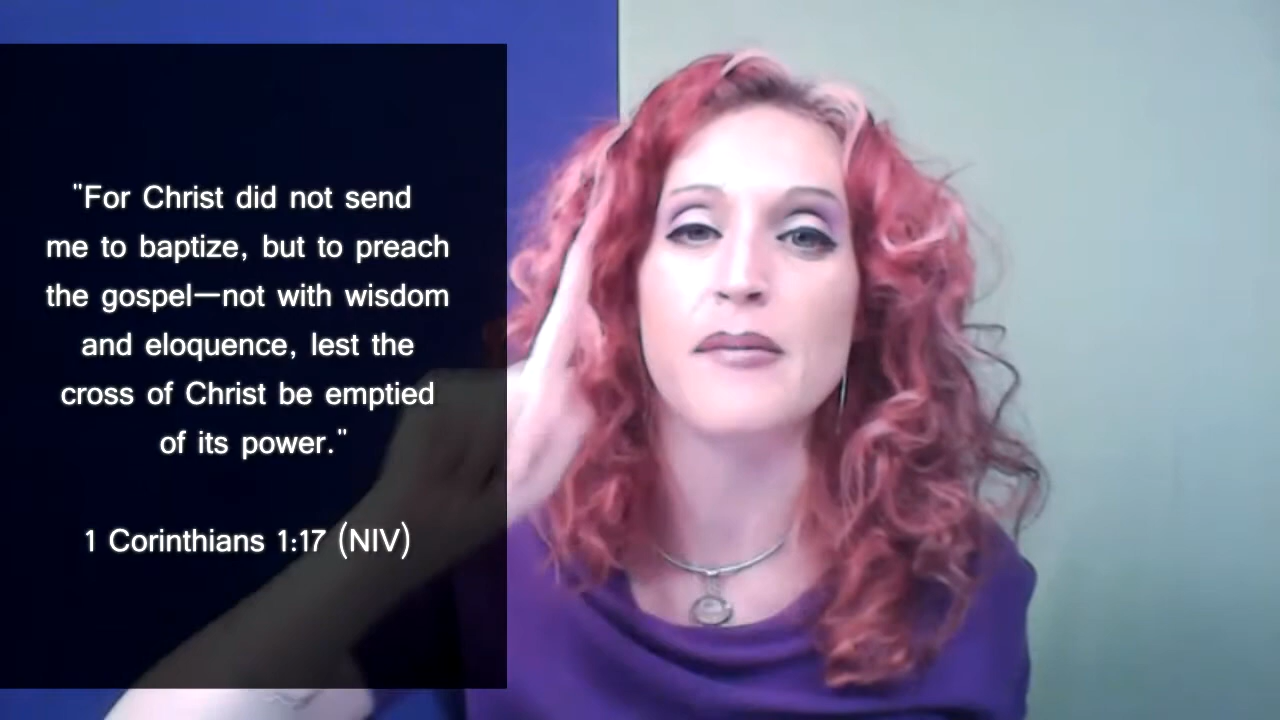 "For Christ did not send
me to baptize, but to preach
the gospel—not with wisdom
and eloquence, lest the
cross of Christ be emptied
of its power."
1 Corinthians 1:17 (NIV)